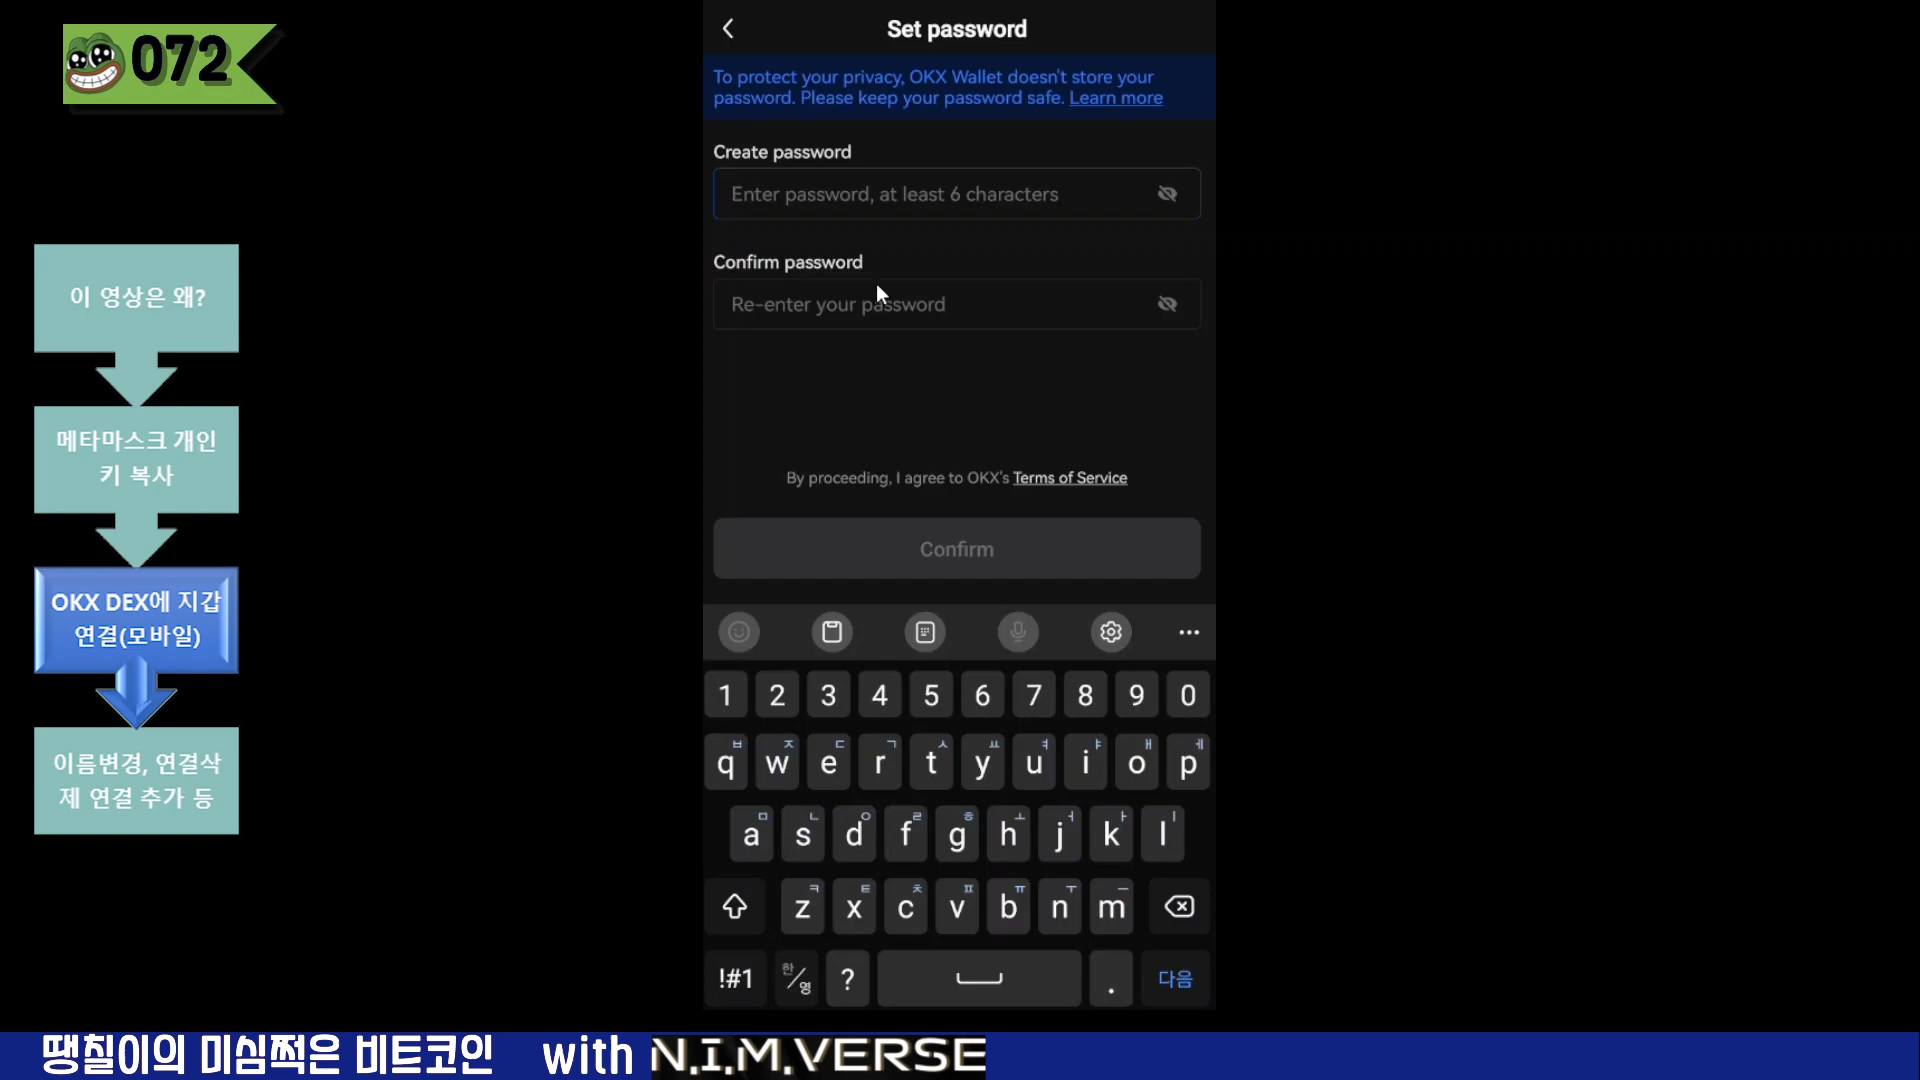 072
이 영상은 왜?
메타마스크 개인
키 복사
OKX DEX에 지갑
연결(모바일)
이름변경, 연결삭
제 연결 추가 등
Set password
To protect your privacy, OKX Wallet doesn't store your
password. Please keep your password safe. Learn more
Create password
Enter password, at least 6 characters
Confirm password
Re-enter your password
By proceeding, I agree to OKX's Terms of Service
Confirm
1 2 3 4 5 6 7 8 9 0
ㅂ ㅈ ㄷ ㄱ ㅅ ㅛ ㅕ ㅑ ㅐ ㅔ
q w e r t y u i o p
ㅁ ㄴ ㅇ ㄹ ㅎ ㅗ ㅓ ㅏ ㅣ
a s d f g h j k l
ㅋ ㅌ ㅊ ㅍ ㅠ ㅜ ㅡ
z x c v b n m
!#1 한/영 ? . 다음
땡칠이의 미심쩍은 비트코인 with N.I.M.VERSE